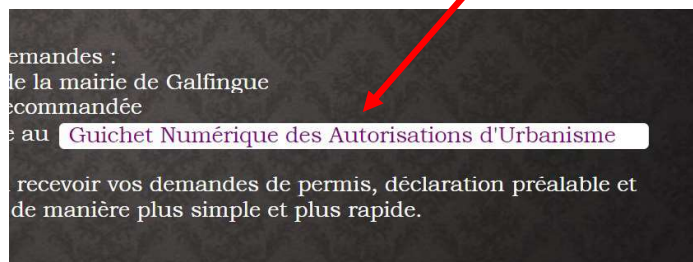 emandes :
de la mairie de Galfingue
ecommandée
e au Guichet Numérique des Autorisations d'Urbanisme
recevoir vos demandes de permis, déclaration préalable et
de manière plus simple et plus rapide.